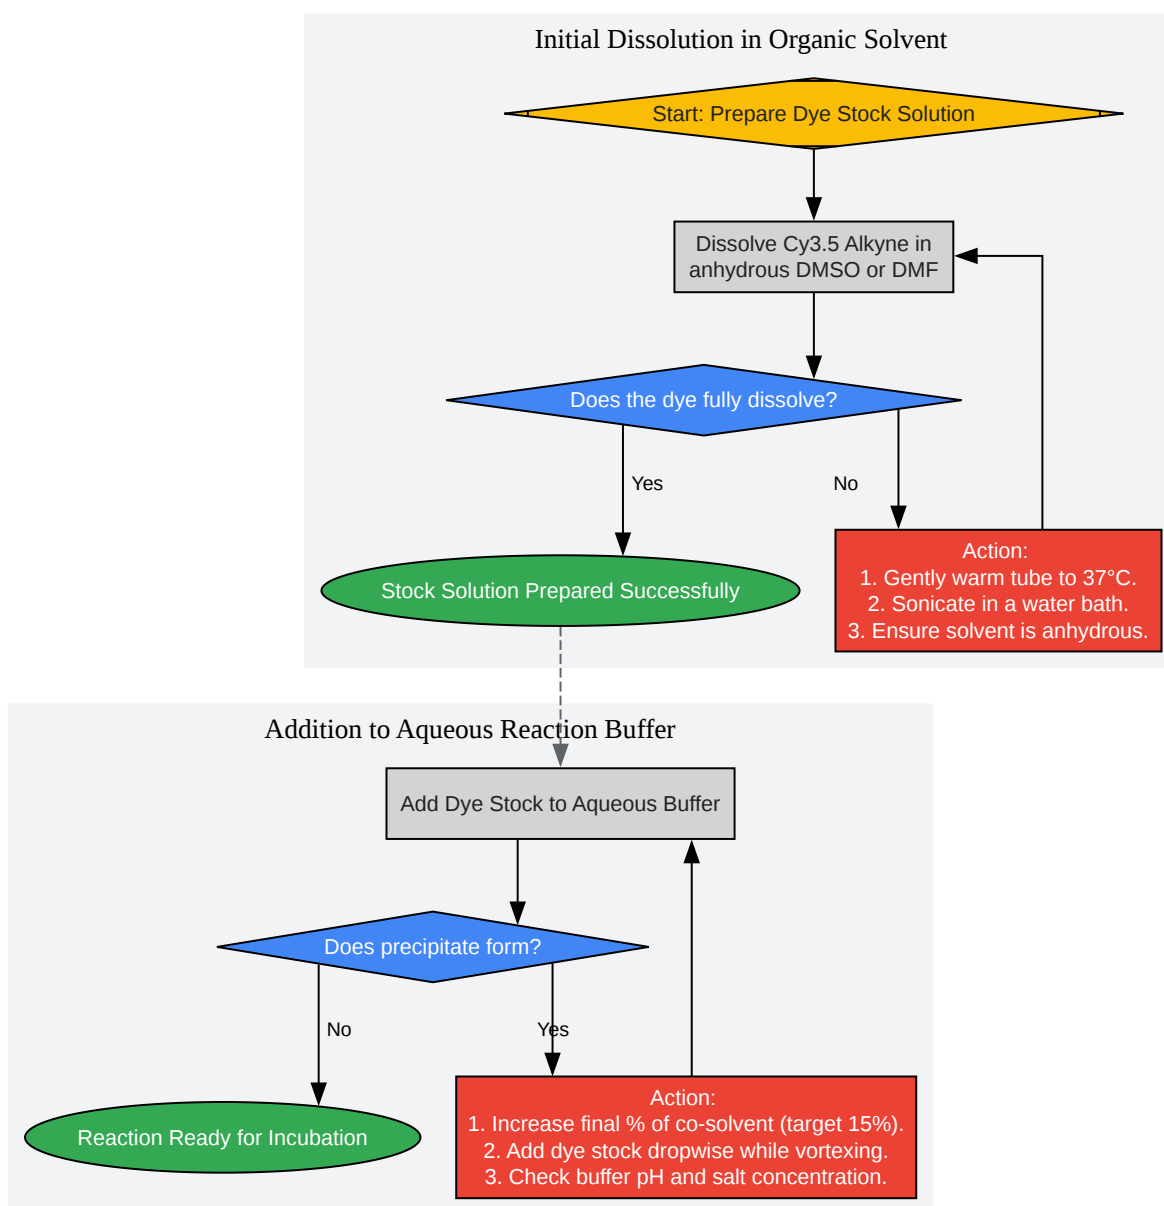 Initial Dissolution in Organic Solvent
Start: Prepare Dye Stock Solution
Dissolve Cy3.5 Alkyne in
anhydrous DMSO or DMF
Does the dye fully dissolve?
Yes
No
Stock Solution Prepared Successfully
Action:
1. Gently warm tube to 37°C.
2. Sonicate in a water bath.
3. Ensure solvent is anhydrous.
Addition to Aqueous Reaction Buffer
Add Dye Stock to Aqueous Buffer
Does precipitate form?
No
Yes
Reaction Ready for Incubation
Action:
1. Increase final % of co-solvent (target 15%).
2. Add dye stock dropwise while vortexing.
3. Check buffer pH and salt concentration.